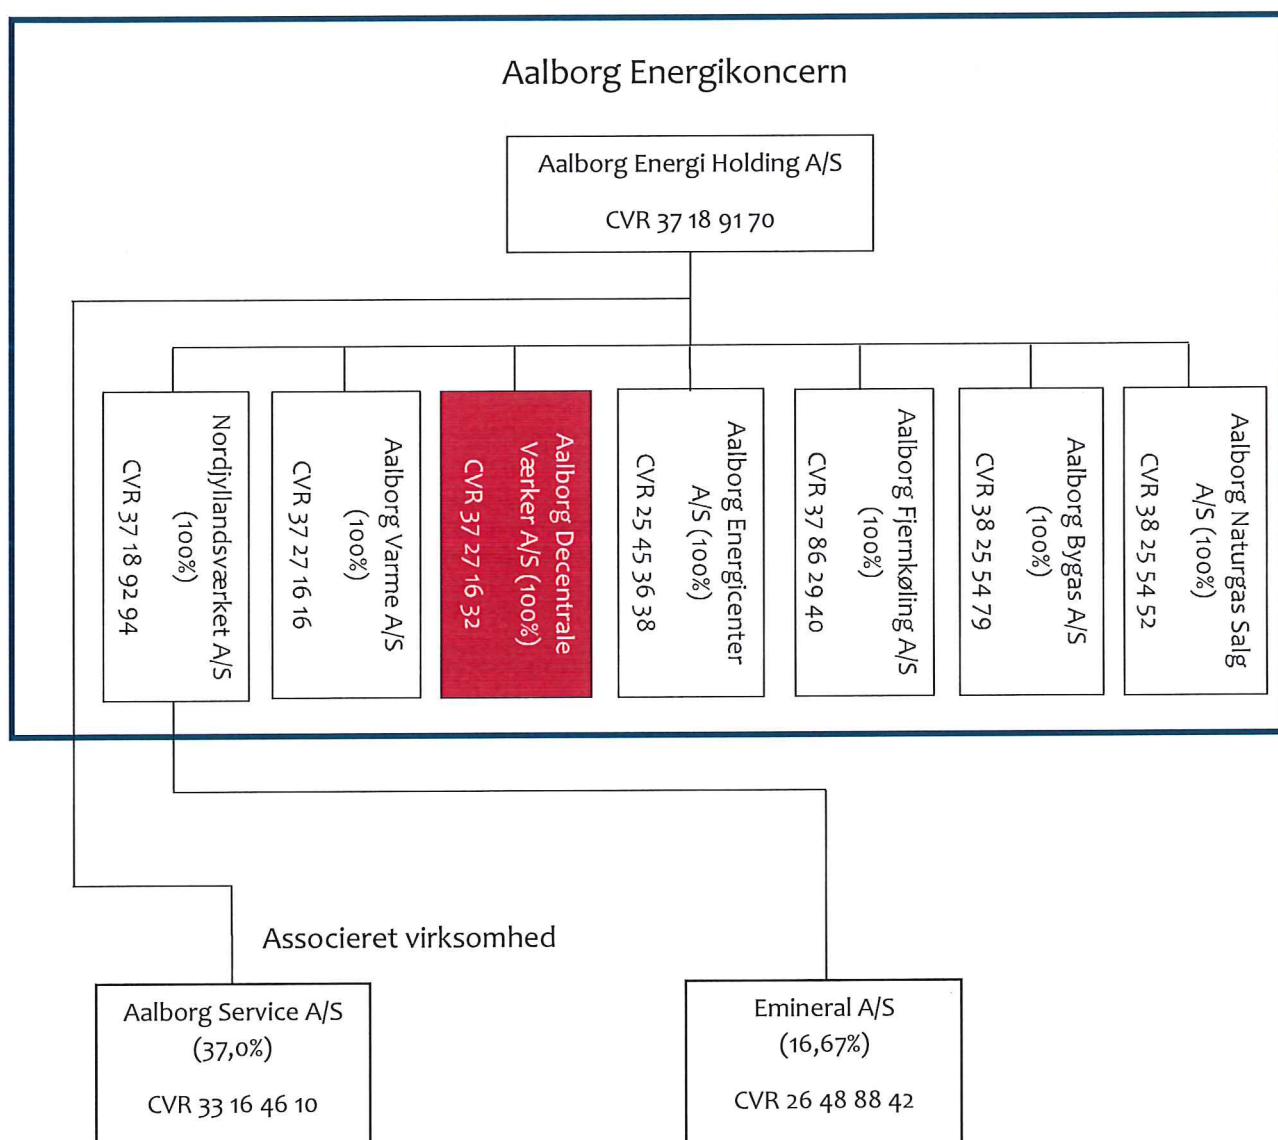 Aalborg Energikoncern
Aalborg Energi Holding A/S
CVR 37 18 91 70
Nordjyllandsværket A/S
(100%)
CVR 37 18 92 94
Aalborg Varme A/S
(100%)
CVR 37 27 16 16
Aalborg Decentrale
Værker A/S (100%)
CVR 37 27 16 32
Aalborg Energicenter
A/S (100%)
CVR 25 45 36 38
Aalborg Fjernkøling A/S
(100%)
CVR 37 86 29 40
Aalborg Bygas A/S
(100%)
CVR 38 25 54 79
Aalborg Naturgas Salg
A/S (100%)
CVR 38 25 54 52
Associeret virksomhed
Aalborg Service A/S
(37,0%)
CVR 33 16 46 10
Emineral A/S
(16,67%)
CVR 26 48 88 42